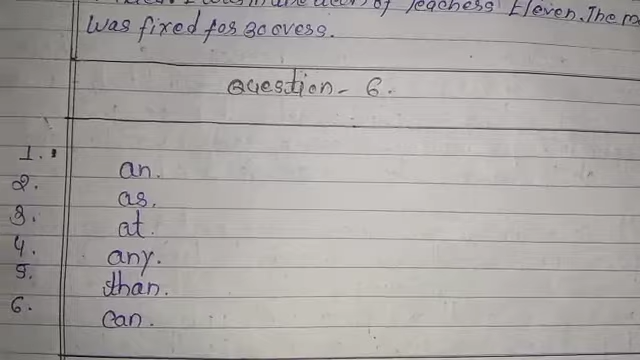 of Teachers Eleven. The
was fixed for 30 overs.
Question - 6.
1. an.
2. as.
3. at.
4. any.
5. than.
6. can.